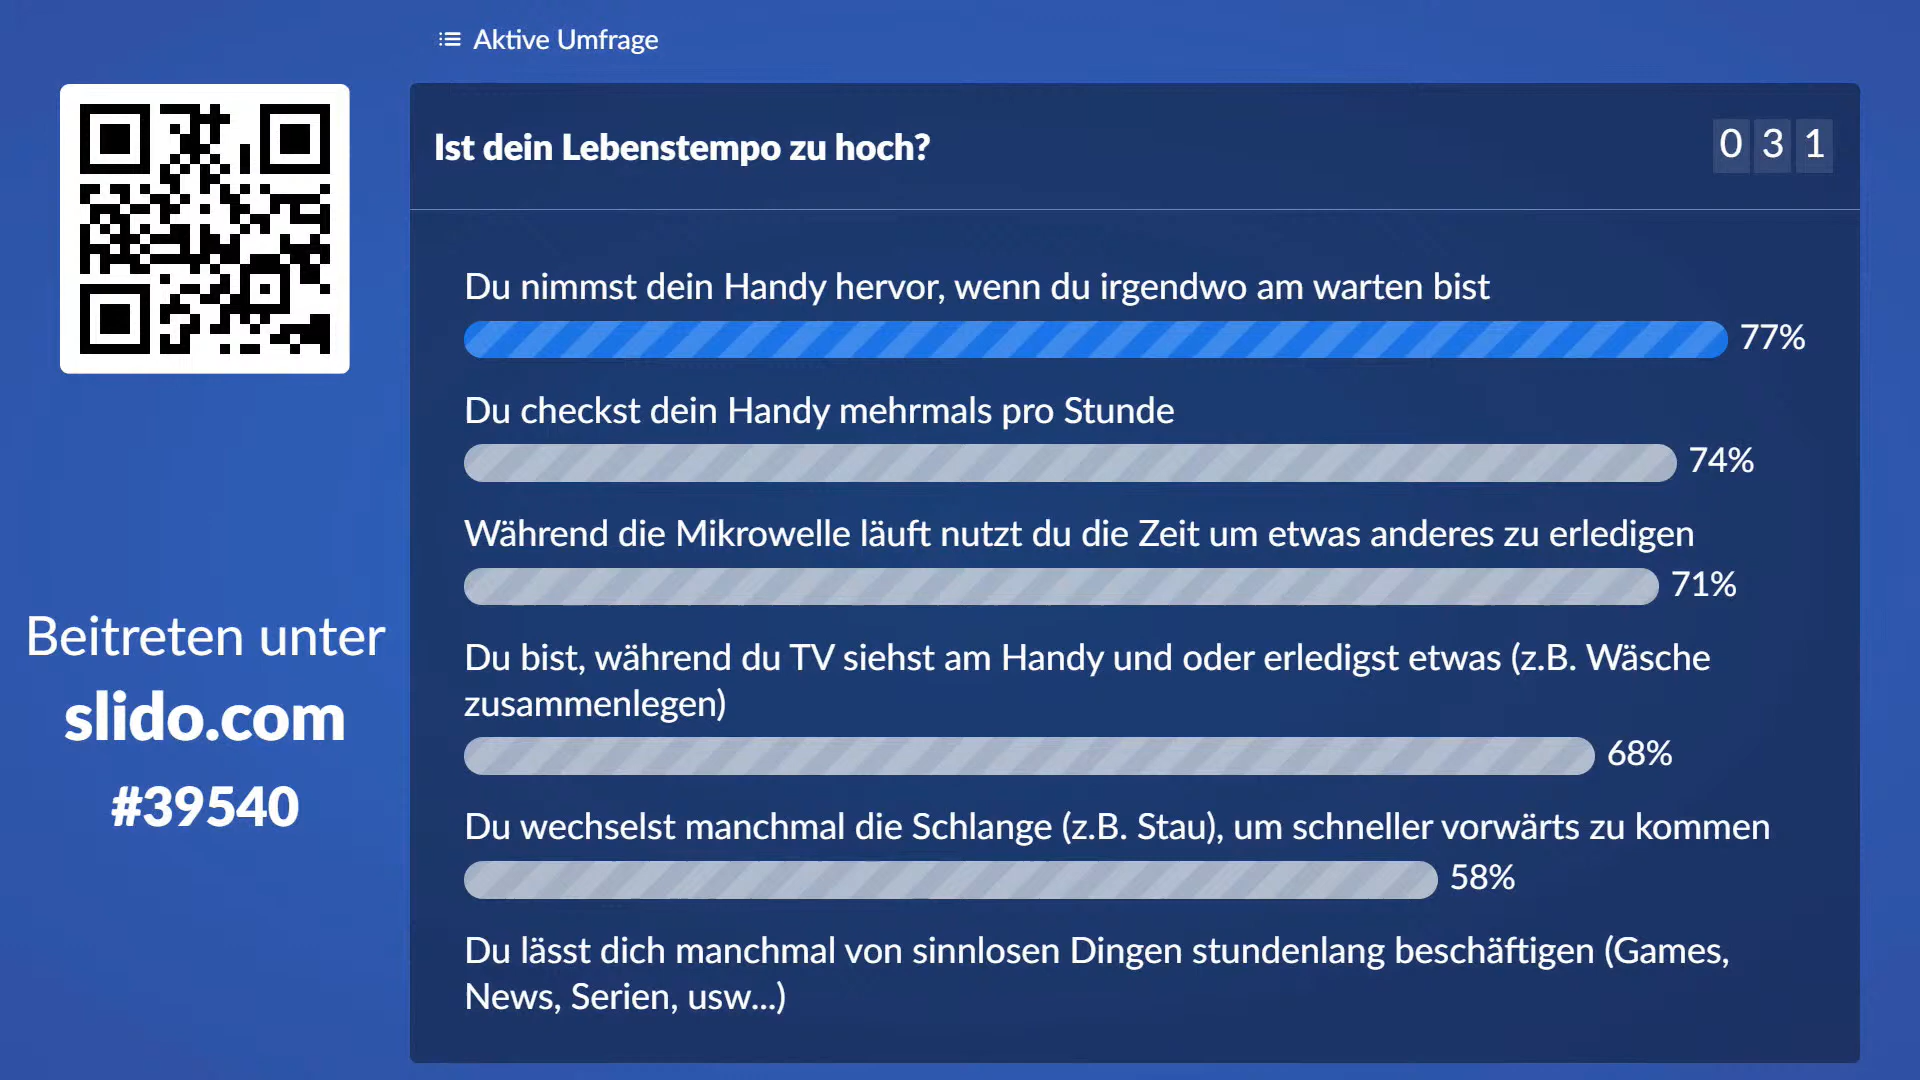 Aktive Umfrage
Ist dein Lebenstempo zu hoch?
0 3 1
Du nimmst dein Handy hervor, wenn du irgendwo am warten bist
77%
Du checkst dein Handy mehrmals pro Stunde
74%
Während die Mikrowelle läuft nutzt du die Zeit um etwas anderes zu erledigen
71%
Du bist, während du TV siehst am Handy und oder erledigst etwas (z.B. Wäsche
zusammenlegen)
68%
Du wechselst manchmal die Schlange (z.B. Stau), um schneller vorwärts zu kommen
58%
Du lässt dich manchmal von sinnlosen Dingen stundenlang beschäftigen (Games,
News, Serien, usw...)
Beitreten unter
slido.com
#39540